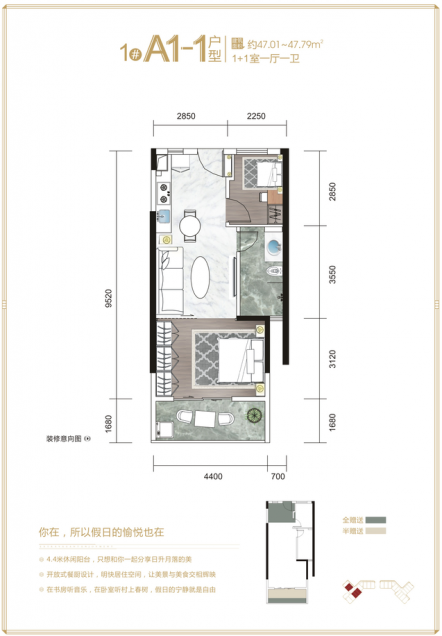 1# A1-1 户型 约47.01~47.79m²
1+1室一厅一卫
2850 2250
9520
1680
2850
3550
3120
1680
装修意向图
4400 700
你在，所以假日的愉悦也在
4.4米休闲阳台，只想和你一起分享日升月落的美
开放式餐厨设计，明快居住空间，让美景与美食交相辉映
在书房听音乐，在卧室听村上春树，假日的宁静就是自由
全赠送
半赠送